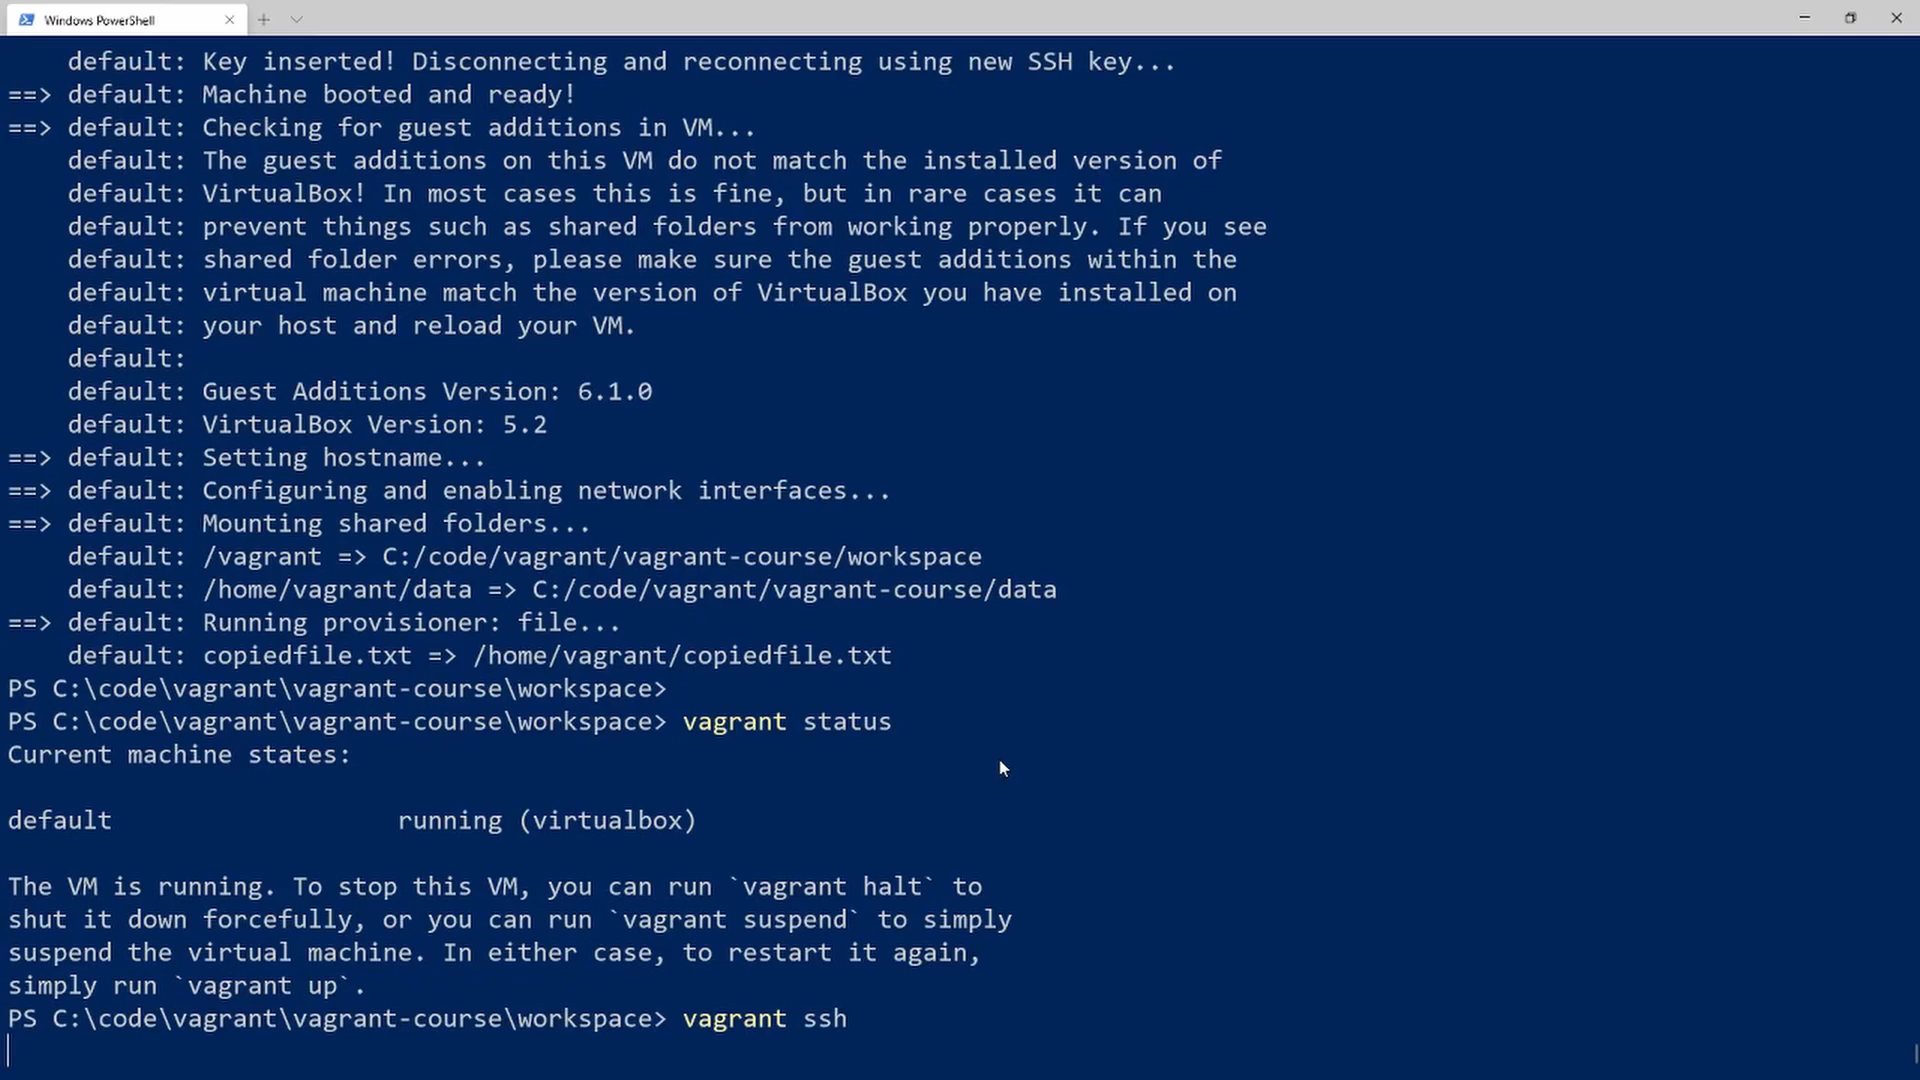 Windows PowerShell
default: Key inserted! Disconnecting and reconnecting using new SSH key...
==> default: Machine booted and ready!
==> default: Checking for guest additions in VM...
default: The guest additions on this VM do not match the installed version of
default: VirtualBox! In most cases this is fine, but in rare cases it can
default: prevent things such as shared folders from working properly. If you see
default: shared folder errors, please make sure the guest additions within the
default: virtual machine match the version of VirtualBox you have installed on
default: your host and reload your VM.
default:
default: Guest Additions Version: 6.1.0
default: VirtualBox Version: 5.2
==> default: Setting hostname...
==> default: Configuring and enabling network interfaces...
==> default: Mounting shared folders...
default: /vagrant => C:/code/vagrant/vagrant-course/workspace
default: /home/vagrant/data => C:/code/vagrant/vagrant-course/data
==> default: Running provisioner: file...
default: copiedfile.txt => /home/vagrant/copiedfile.txt
PS C:\code\vagrant\vagrant-course\workspace>
PS C:\code\vagrant\vagrant-course\workspace> vagrant status
Current machine states:
default running (virtualbox)
The VM is running. To stop this VM, you can run `vagrant halt` to
shut it down forcefully, or you can run `vagrant suspend` to simply
suspend the virtual machine. In either case, to restart it again,
simply run `vagrant up`.
PS C:\code\vagrant\vagrant-course\workspace> vagrant ssh